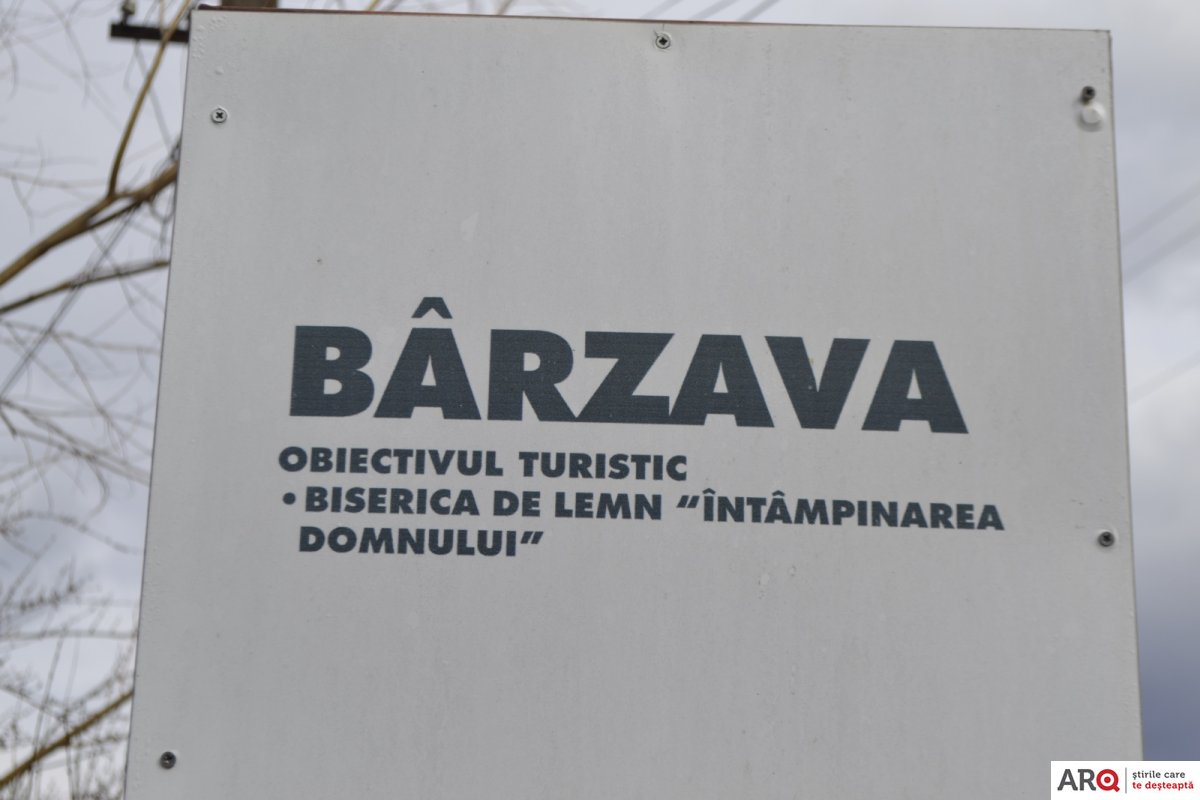 BÂRZAVA
OBIECTIVUL TURISTIC
• BISERICA DE LEMN “ÎNTÂMPINAREA
DOMNULUI”
ARQ
știrile care
te deșteaptă